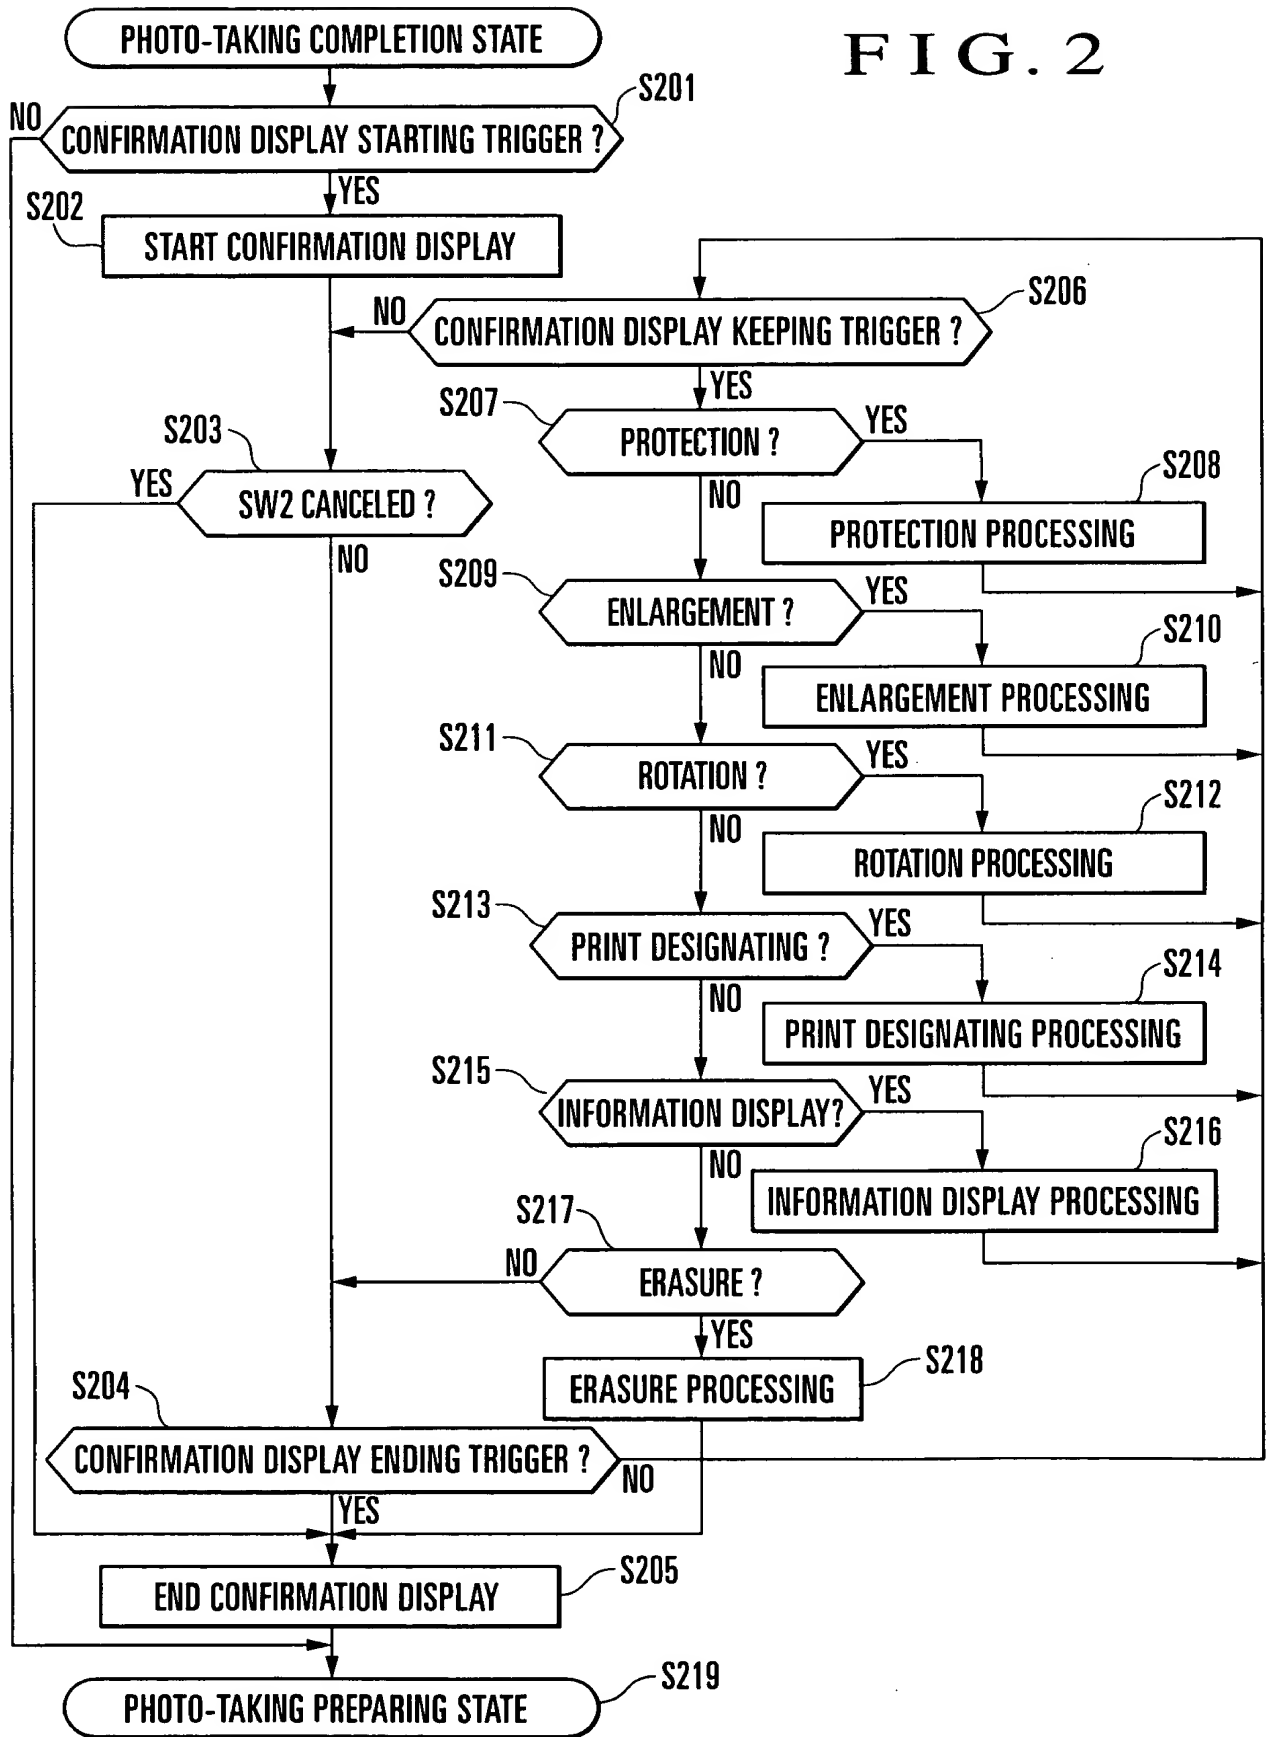 PHOTO-TAKING COMPLETION STATE
FIG. 2
S201
NO
CONFIRMATION DISPLAY STARTING TRIGGER ?
YES
S202
START CONFIRMATION DISPLAY
S206
NO
CONFIRMATION DISPLAY KEEPING TRIGGER ?
YES
S207
YES
PROTECTION ?
NO
S203
YES
SW2 CANCELED ?
NO
S208
PROTECTION PROCESSING
S209
YES
ENLARGEMENT ?
NO
S210
ENLARGEMENT PROCESSING
S211
YES
ROTATION ?
NO
S212
ROTATION PROCESSING
S213
YES
PRINT DESIGNATING ?
NO
S214
PRINT DESIGNATING PROCESSING
S215
YES
INFORMATION DISPLAY?
NO
S216
INFORMATION DISPLAY PROCESSING
S217
NO
ERASURE ?
YES
S218
ERASURE PROCESSING
S204
CONFIRMATION DISPLAY ENDING TRIGGER ?
NO
YES
S205
END CONFIRMATION DISPLAY
S219
PHOTO-TAKING PREPARING STATE